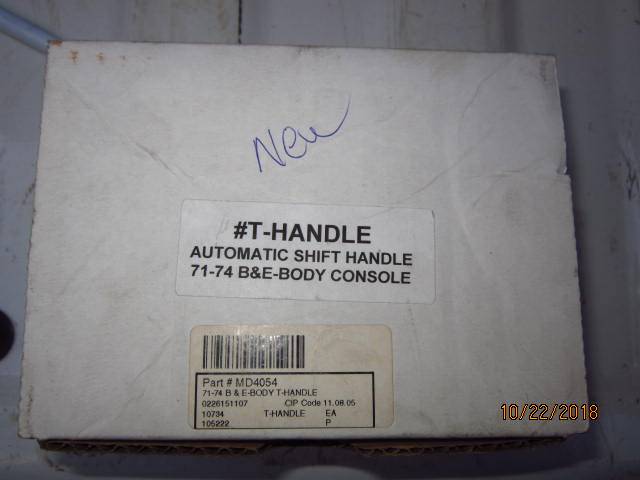 New
#T-HANDLE
AUTOMATIC SHIFT HANDLE
71-74 B&E-BODY CONSOLE
Part # MD4054
71-74 B & E-BODY T-HANDLE
0226151107 CIP Code 11.08.05
10734 T-HANDLE EA
105222 P
10/22/2018